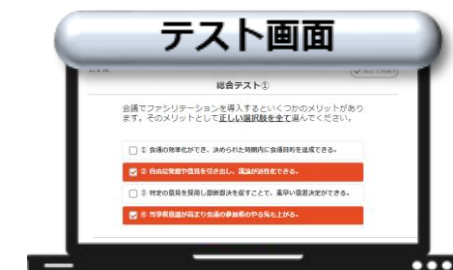 テスト画面
総合テスト①
会議でファシリテーションを導入するといくつかのメリットがあり
ます。そのメリットとして正しい選択肢を全て選んでください。
① 会議の効率化ができ、決められた時間内に会議目的を達成できる。
② 自由な発想や意見を引き出し、議論が活性化できる。
③ 特定の意見を採用し即断即決を促すことで、素早い意思決定ができる。
④ 当事者意識が高まり会議の参加者のやる気も上がる。